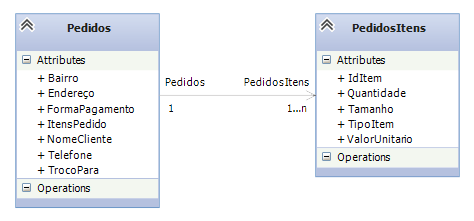 Pedidos
Attributes
+ Bairro
+ Endereço
+ FormaPagamento
+ ItensPedido
+ NomeCliente
+ Telefone
+ TrocoPara
Operations
Pedidos
PedidosItens
1
1...n
PedidosItens
Attributes
+ IdItem
+ Quantidade
+ Tamanho
+ TipoItem
+ ValorUnitario
Operations